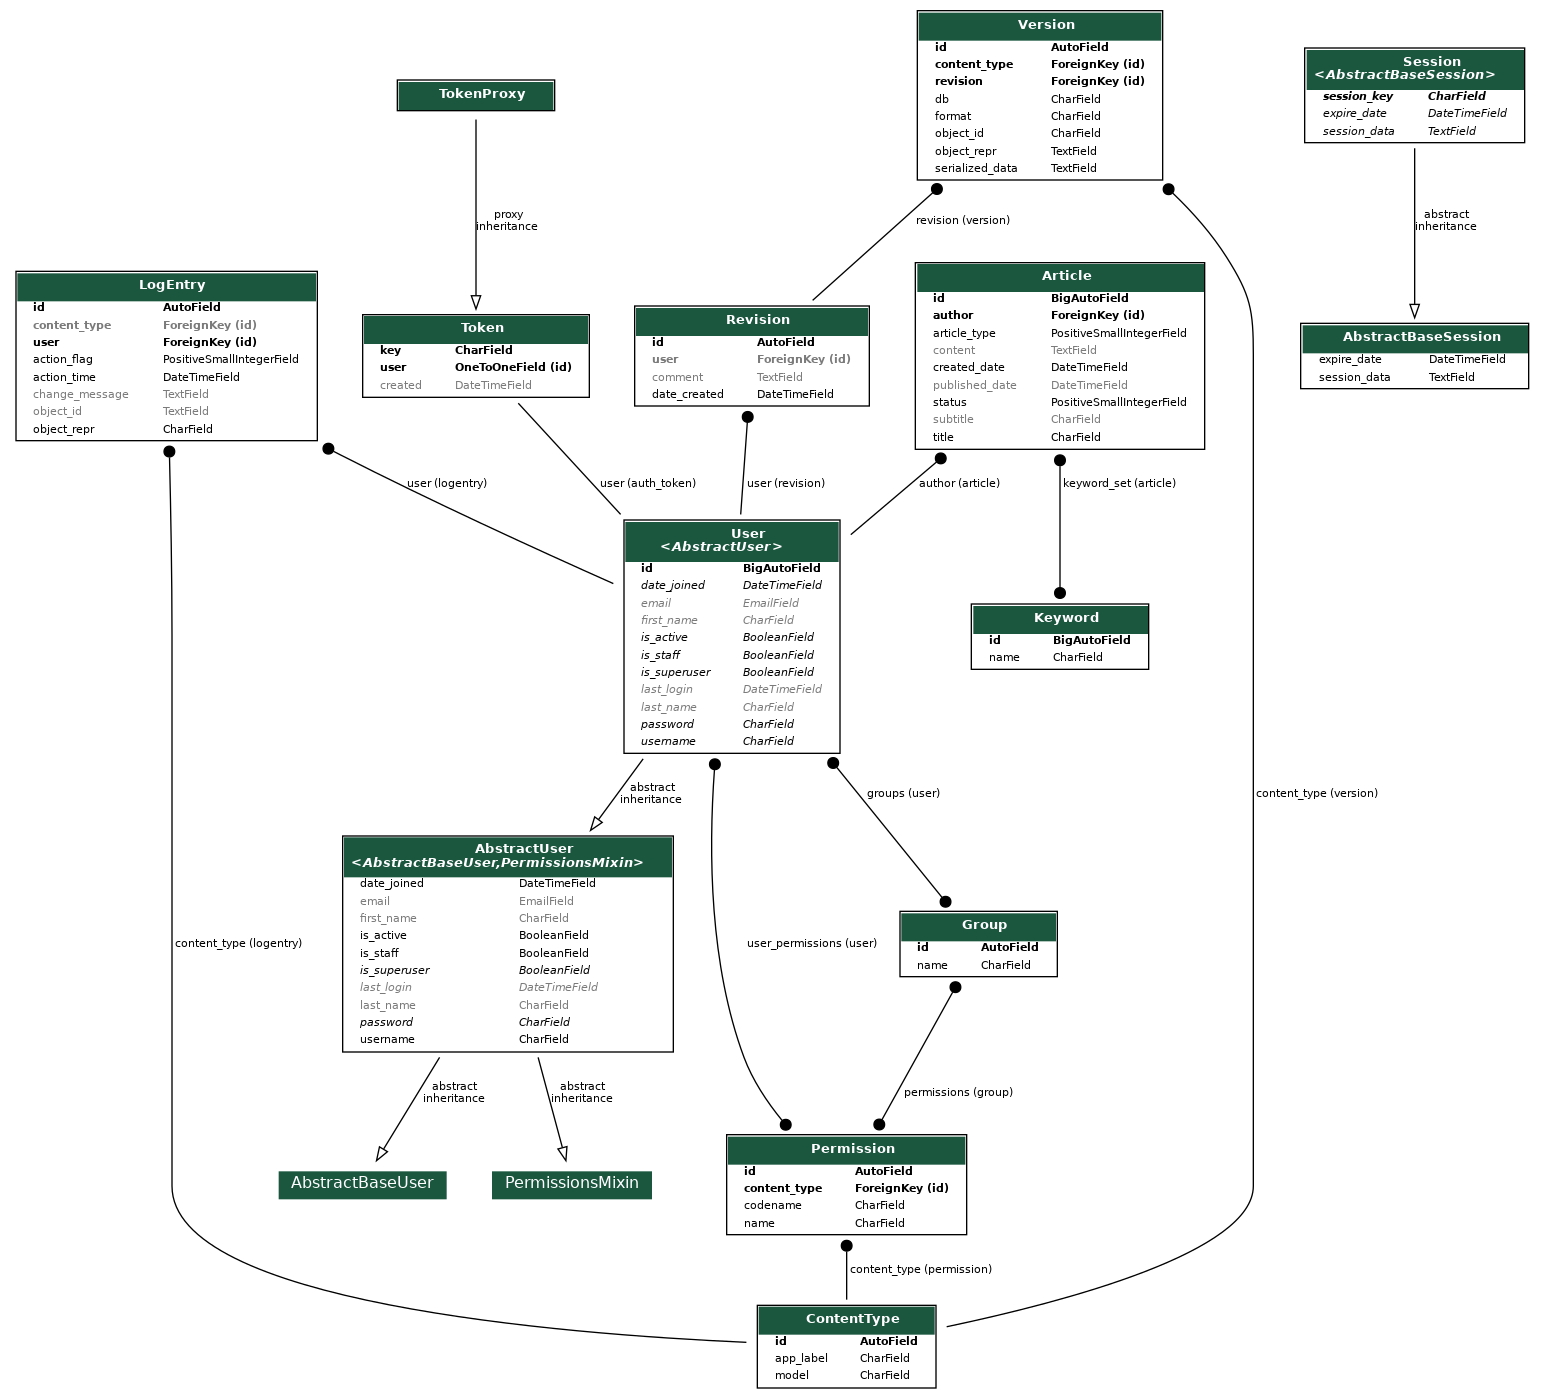 Version
id AutoField
content_type ForeignKey (id)
revision ForeignKey (id)
db CharField
format CharField
object_id CharField
object_repr TextField
serialized_data TextField
Session
<AbstractBaseSession>
session_key CharField
expire_date DateTimeField
session_data TextField
TokenProxy
proxy
inheritance
revision (version)
abstract
inheritance
LogEntry
id AutoField
content_type ForeignKey (id)
user ForeignKey (id)
action_flag PositiveSmallIntegerField
action_time DateTimeField
change_message TextField
object_id TextField
object_repr CharField
Token
key CharField
user OneToOneField (id)
created DateTimeField
Revision
id AutoField
user ForeignKey (id)
comment TextField
date_created DateTimeField
Article
id BigAutoField
author ForeignKey (id)
article_type PositiveSmallIntegerField
content TextField
created_date DateTimeField
published_date DateTimeField
status PositiveSmallIntegerField
subtitle CharField
title CharField
AbstractBaseSession
expire_date DateTimeField
session_data TextField
user (logentry)
user (auth_token)
user (revision)
author (article)
keyword_set (article)
User
<AbstractUser>
id BigAutoField
date_joined DateTimeField
email EmailField
first_name CharField
is_active BooleanField
is_staff BooleanField
is_superuser BooleanField
last_login DateTimeField
last_name CharField
password CharField
username CharField
Keyword
id BigAutoField
name CharField
abstract
inheritance
groups (user)
content_type (version)
AbstractUser
<AbstractBaseUser,PermissionsMixin>
date_joined DateTimeField
email EmailField
first_name CharField
is_active BooleanField
is_staff BooleanField
is_superuser BooleanField
last_login DateTimeField
last_name CharField
password CharField
username CharField
content_type (logentry)
user_permissions (user)
Group
id AutoField
name CharField
abstract
inheritance
abstract
inheritance
permissions (group)
AbstractBaseUser
PermissionsMixin
Permission
id AutoField
content_type ForeignKey (id)
codename CharField
name CharField
content_type (permission)
ContentType
id AutoField
app_label CharField
model CharField